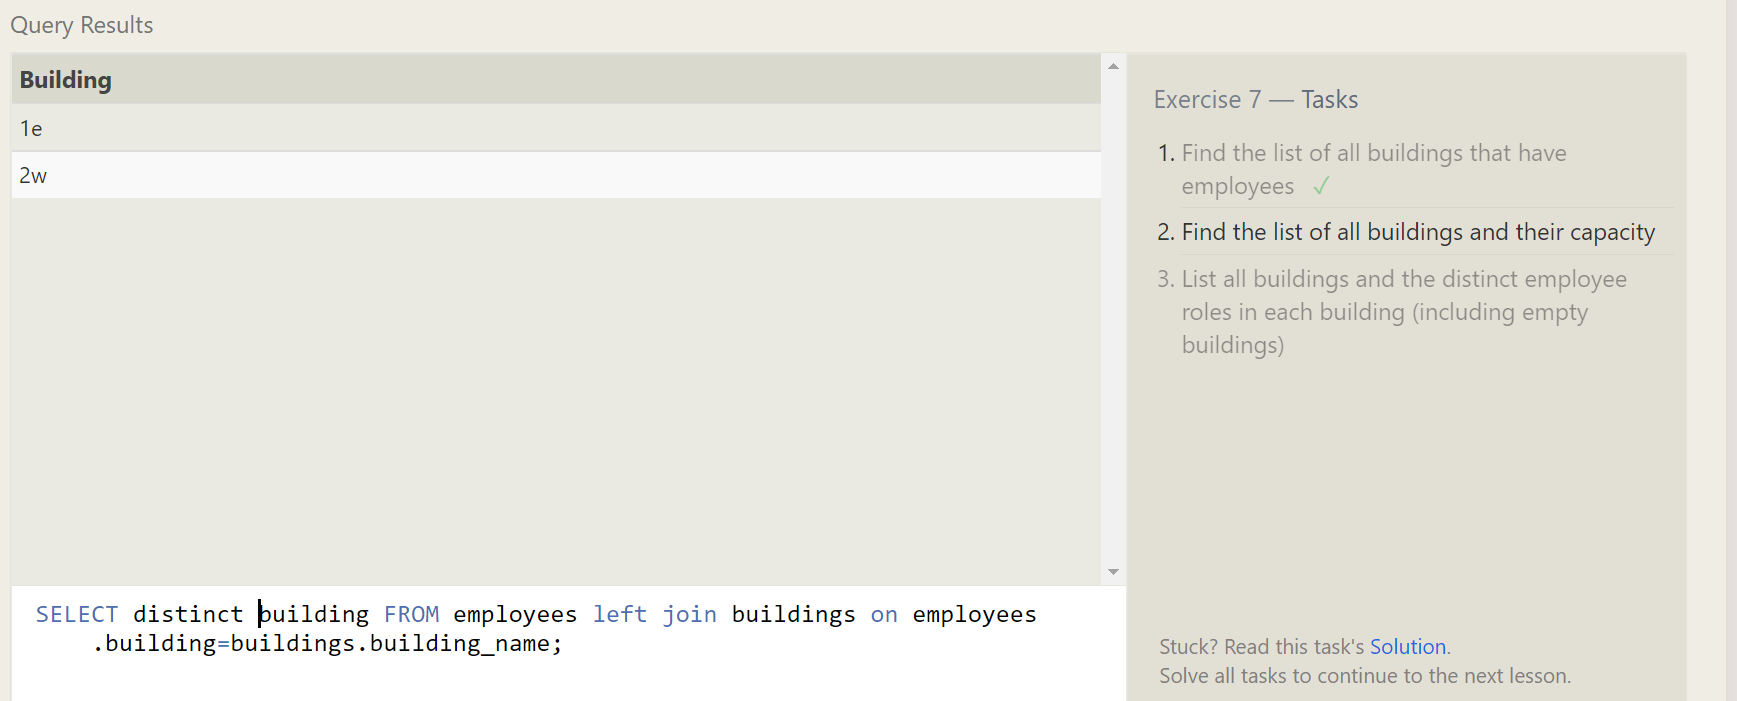 Query Results
Building
1e
2w
Exercise 7 — Tasks
1. Find the list of all buildings that have
employees ✓
2. Find the list of all buildings and their capacity
3. List all buildings and the distinct employee
roles in each building (including empty
buildings)
SELECT distinct building FROM employees left join buildings on employees
.building=buildings.building_name;
Stuck? Read this task's Solution.
Solve all tasks to continue to the next lesson.